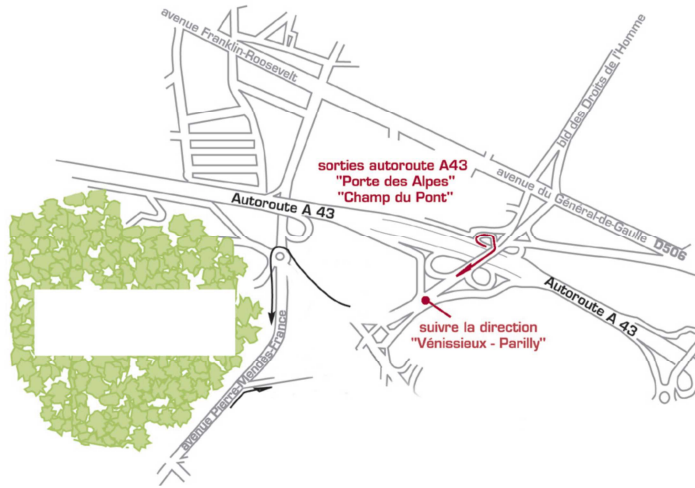 avenue Franklin-Roosevelt
bld des Droits de l'Homme
sorties autoroute A43
"Porte des Alpes"
"Champ du Pont"
avenue du Général-de-Gaulle D506
Autoroute A 43
Autoroute A 43
suivre la direction
"Vénissieux - Parilly"
avenue Pierre-Mendès-France